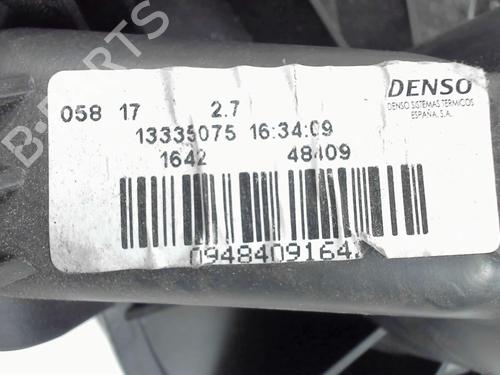 B-PARTS
058 17 2.7
DENSO
DENSO SISTEMAS TERMICOS
ESPAÑA, S.A.
13335075 16:34:09
1642 48409
0948409164